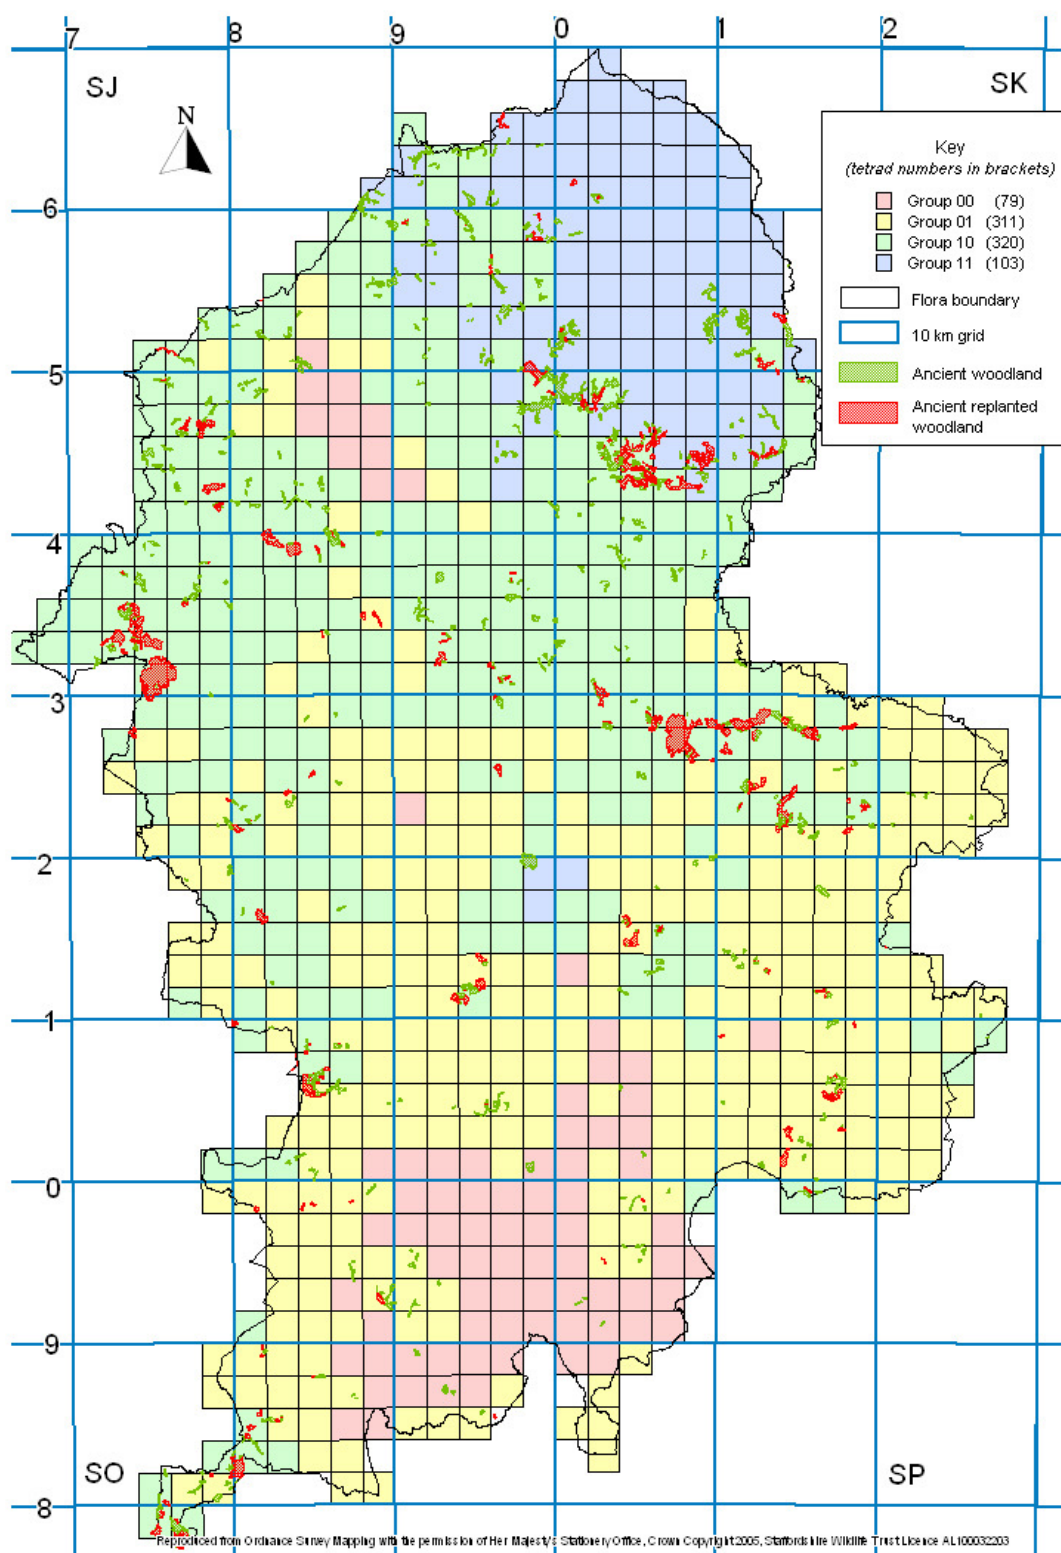 7 8 9 0 1 2
SJ
SK
N
Key
(tetrad numbers in brackets)
Group 00 (79)
Group 01 (311)
Group 10 (320)
Group 11 (103)
Flora boundary
10 km grid
Ancient woodland
Ancient replanted
woodland
6
5
4
3
2
1
0
9
SO
SP
8
Reproduced from Ordnance Survey Mapping with the permission of Her Majesty's Stationery Office, Crown Copyright 2005, Staffordshire Wildlife Trust Licence AL100032203